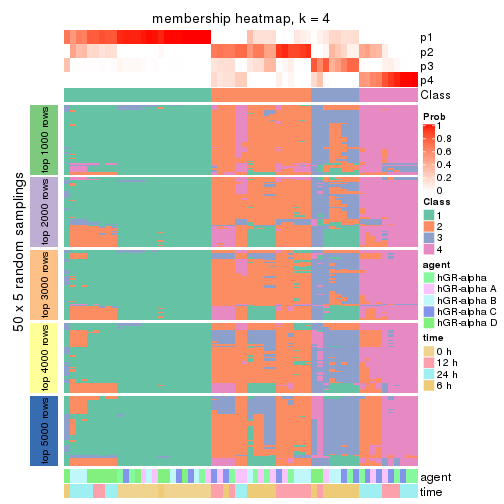 membership heatmap, k = 4
p1
p2
p3
p4
Class
50 x 5 random samplings
top 1000 rows
top 2000 rows
top 3000 rows
top 4000 rows
top 5000 rows
agent
time
Prob
1
0.8
0.6
0.4
0.2
0
Class
1
2
3
4
agent
hGR-alpha
hGR-alpha A
hGR-alpha B
hGR-alpha C
hGR-alpha D
time
0 h
12 h
24 h
6 h